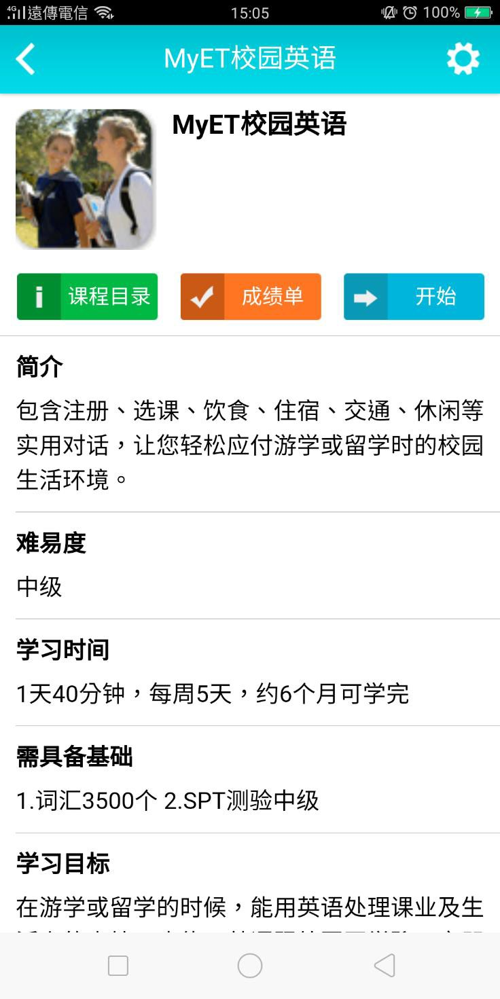 4G 遠傳電信 15:05 100%
MyET校园英语
MyET校园英语
课程目录 成绩单 开始
简介
包含注册、选课、饮食、住宿、交通、休闲等
实用对话，让您轻松应付游学或留学时的校园
生活环境。
难易度
中级
学习时间
1天40分钟，每周5天，约6个月可学完
需具备基础
1.词汇3500个 2.SPT测验中级
学习目标
在游学或留学的时候，能用英语处理课业及生